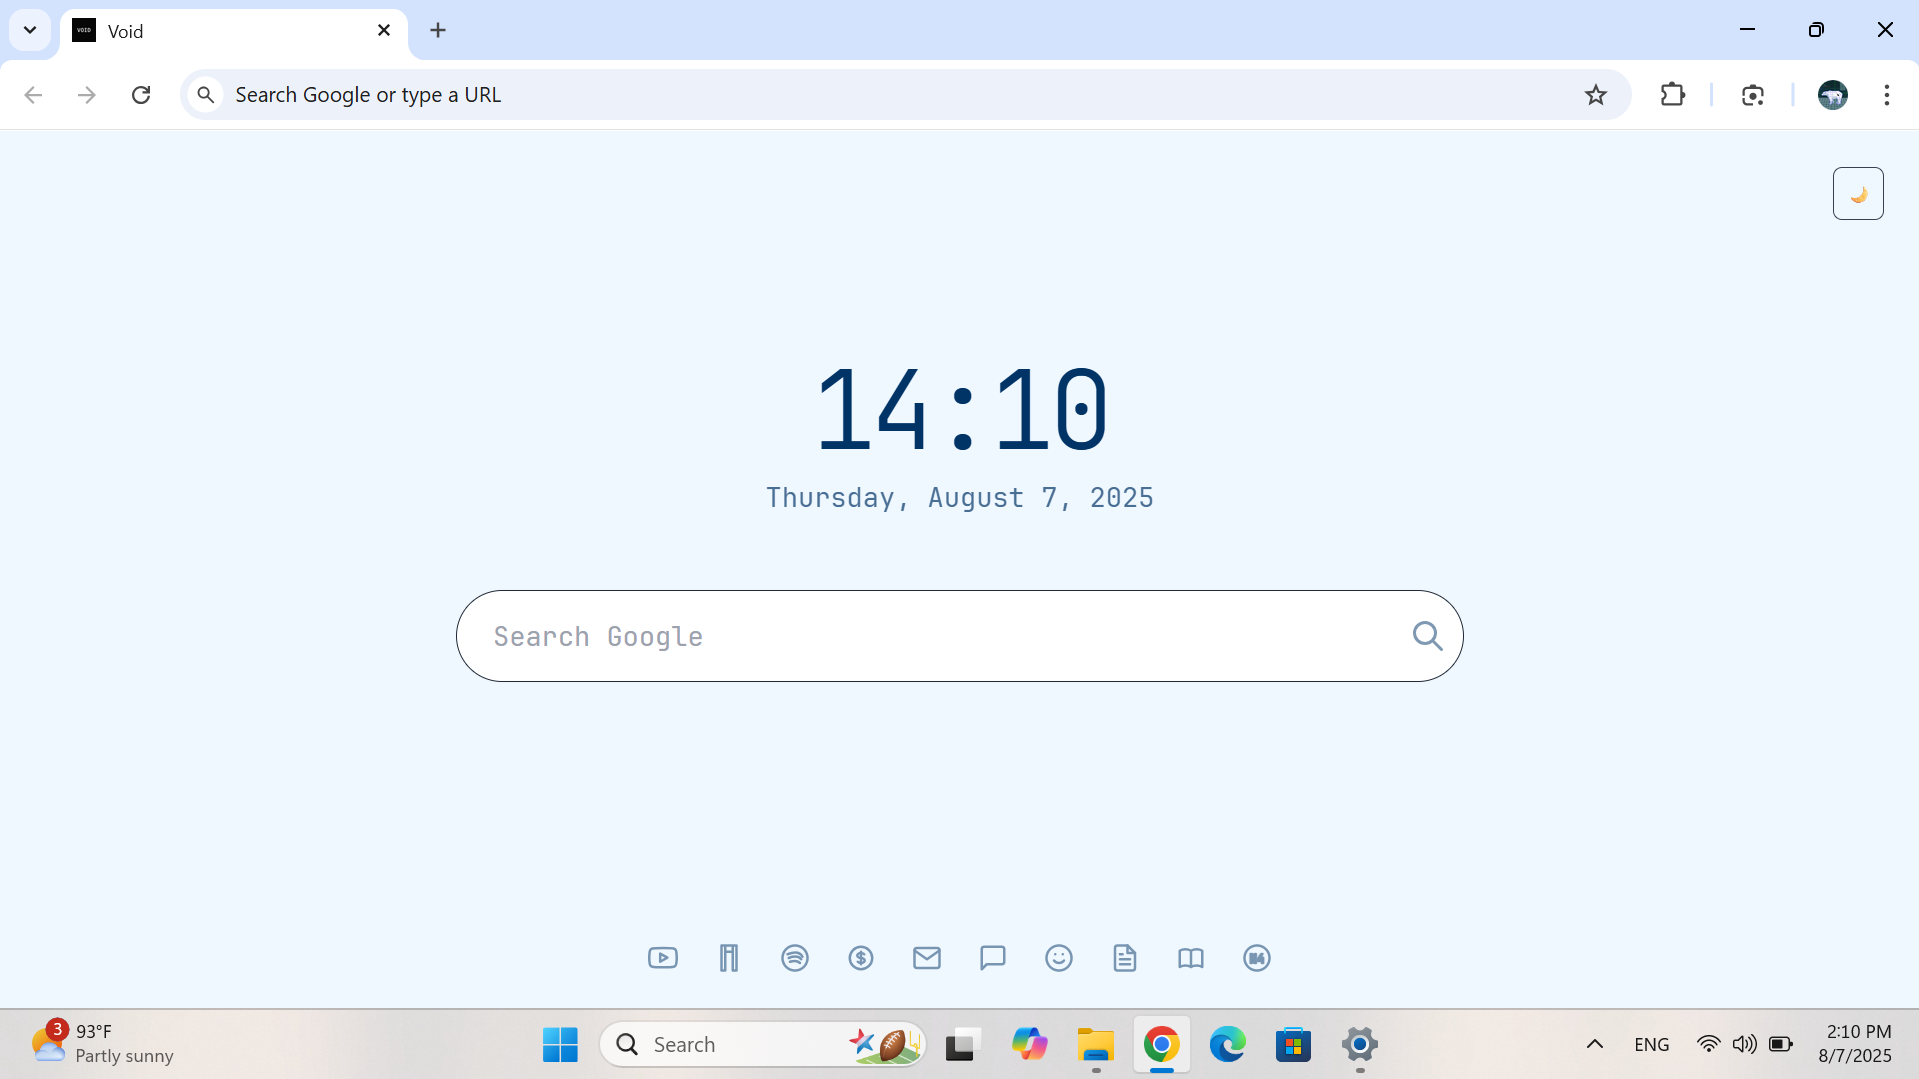 VOID
Void
Search Google or type a URL
14:10
Thursday, August 7, 2025
Search Google
3
93°F
Partly sunny
Search
ENG
2:10 PM
8/7/2025